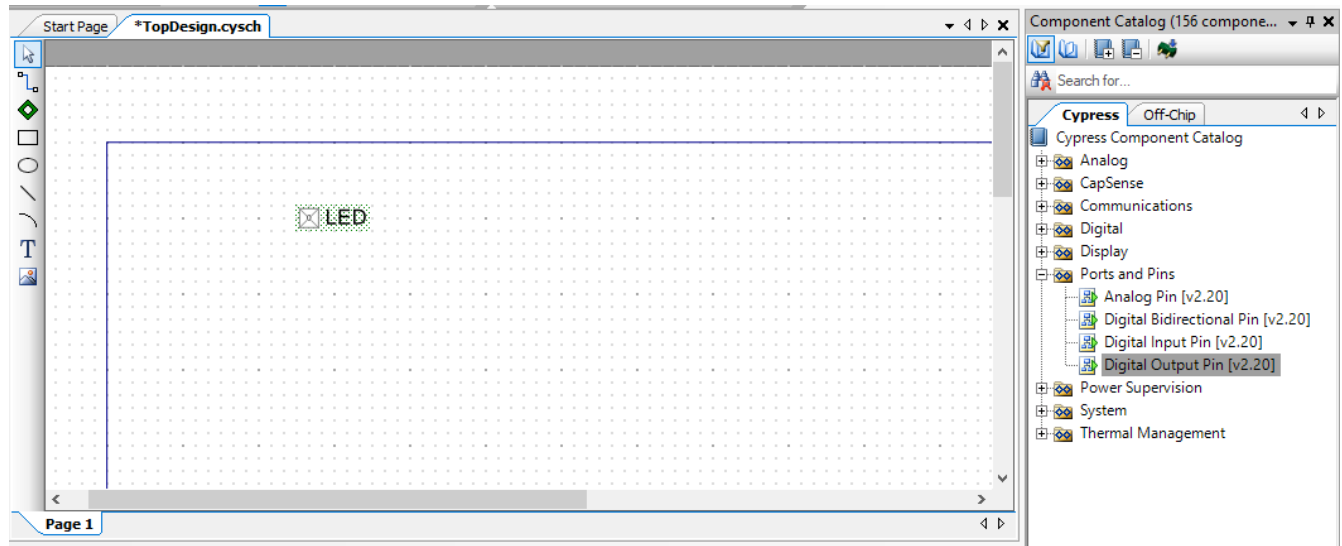 Start Page
*TopDesign.cysch
LED
T
Page 1
Component Catalog (156 compone...
Search for...
Cypress
Off-Chip
Cypress Component Catalog
Analog
CapSense
Communications
Digital
Display
Ports and Pins
Analog Pin [v2.20]
Digital Bidirectional Pin [v2.20]
Digital Input Pin [v2.20]
Digital Output Pin [v2.20]
Power Supervision
System
Thermal Management